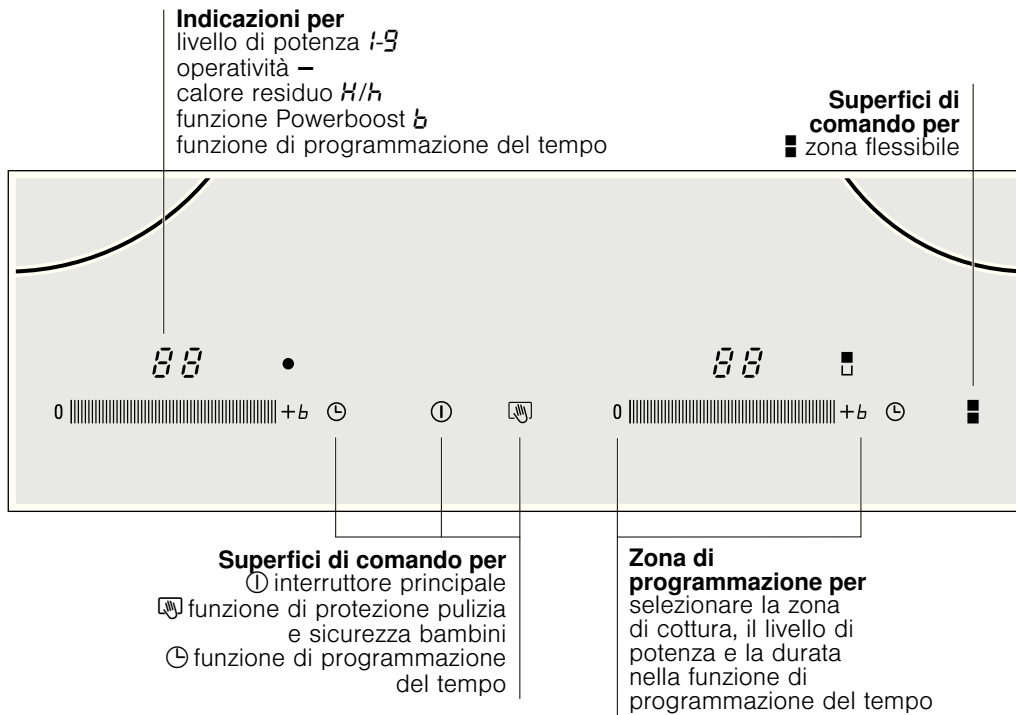 Indicazioni per
livello di potenza 1-9
operatività –
calore residuo H/h
funzione Powerboost b
funzione di programmazione del tempo
Superfici di
comando per
zona flessibile
88
88
0 +b
0 +b
Superfici di comando per
interruttore principale
funzione di protezione pulizia
e sicurezza bambini
funzione di programmazione
del tempo
Zona di
programmazione per
selezionare la zona
di cottura, il livello di
potenza e la durata
nella funzione di
programmazione del tempo